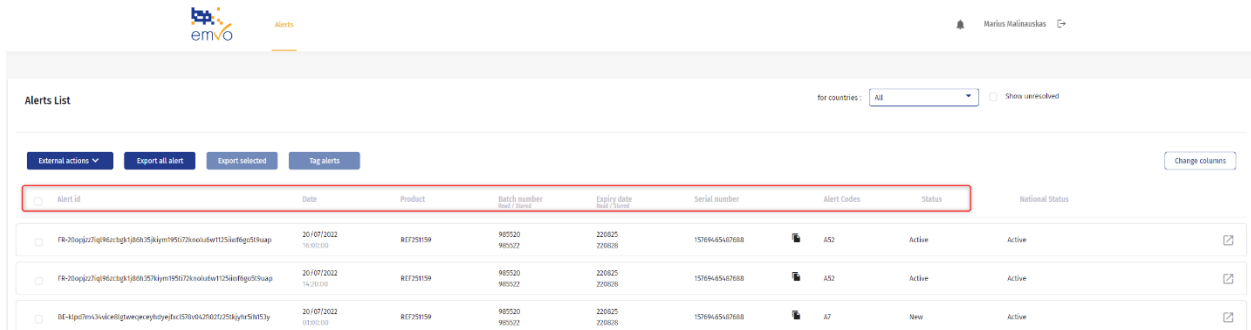 emvo
Alerts
Marius Malinauskas
Alerts List
for countries : All
Show unresolved
External actions
Export all alert
Export selected
Tag alerts
Change columns
Alert id Date Product Batch number Expiry date Serial number Alert Codes Status National Status
Read / Stored Read / Stored
20/07/2022 REF251159 985520 220825 15769465487688 A52 Active Active
16:00:00 985522 220828
20/07/2022 REF251159 985520 220825 15769465487688 A52 Active Active
14:20:00 985522 220828
20/07/2022 REF251159 985520 220825 15769465487688 A7 New Active
01:00:00 985522 220828